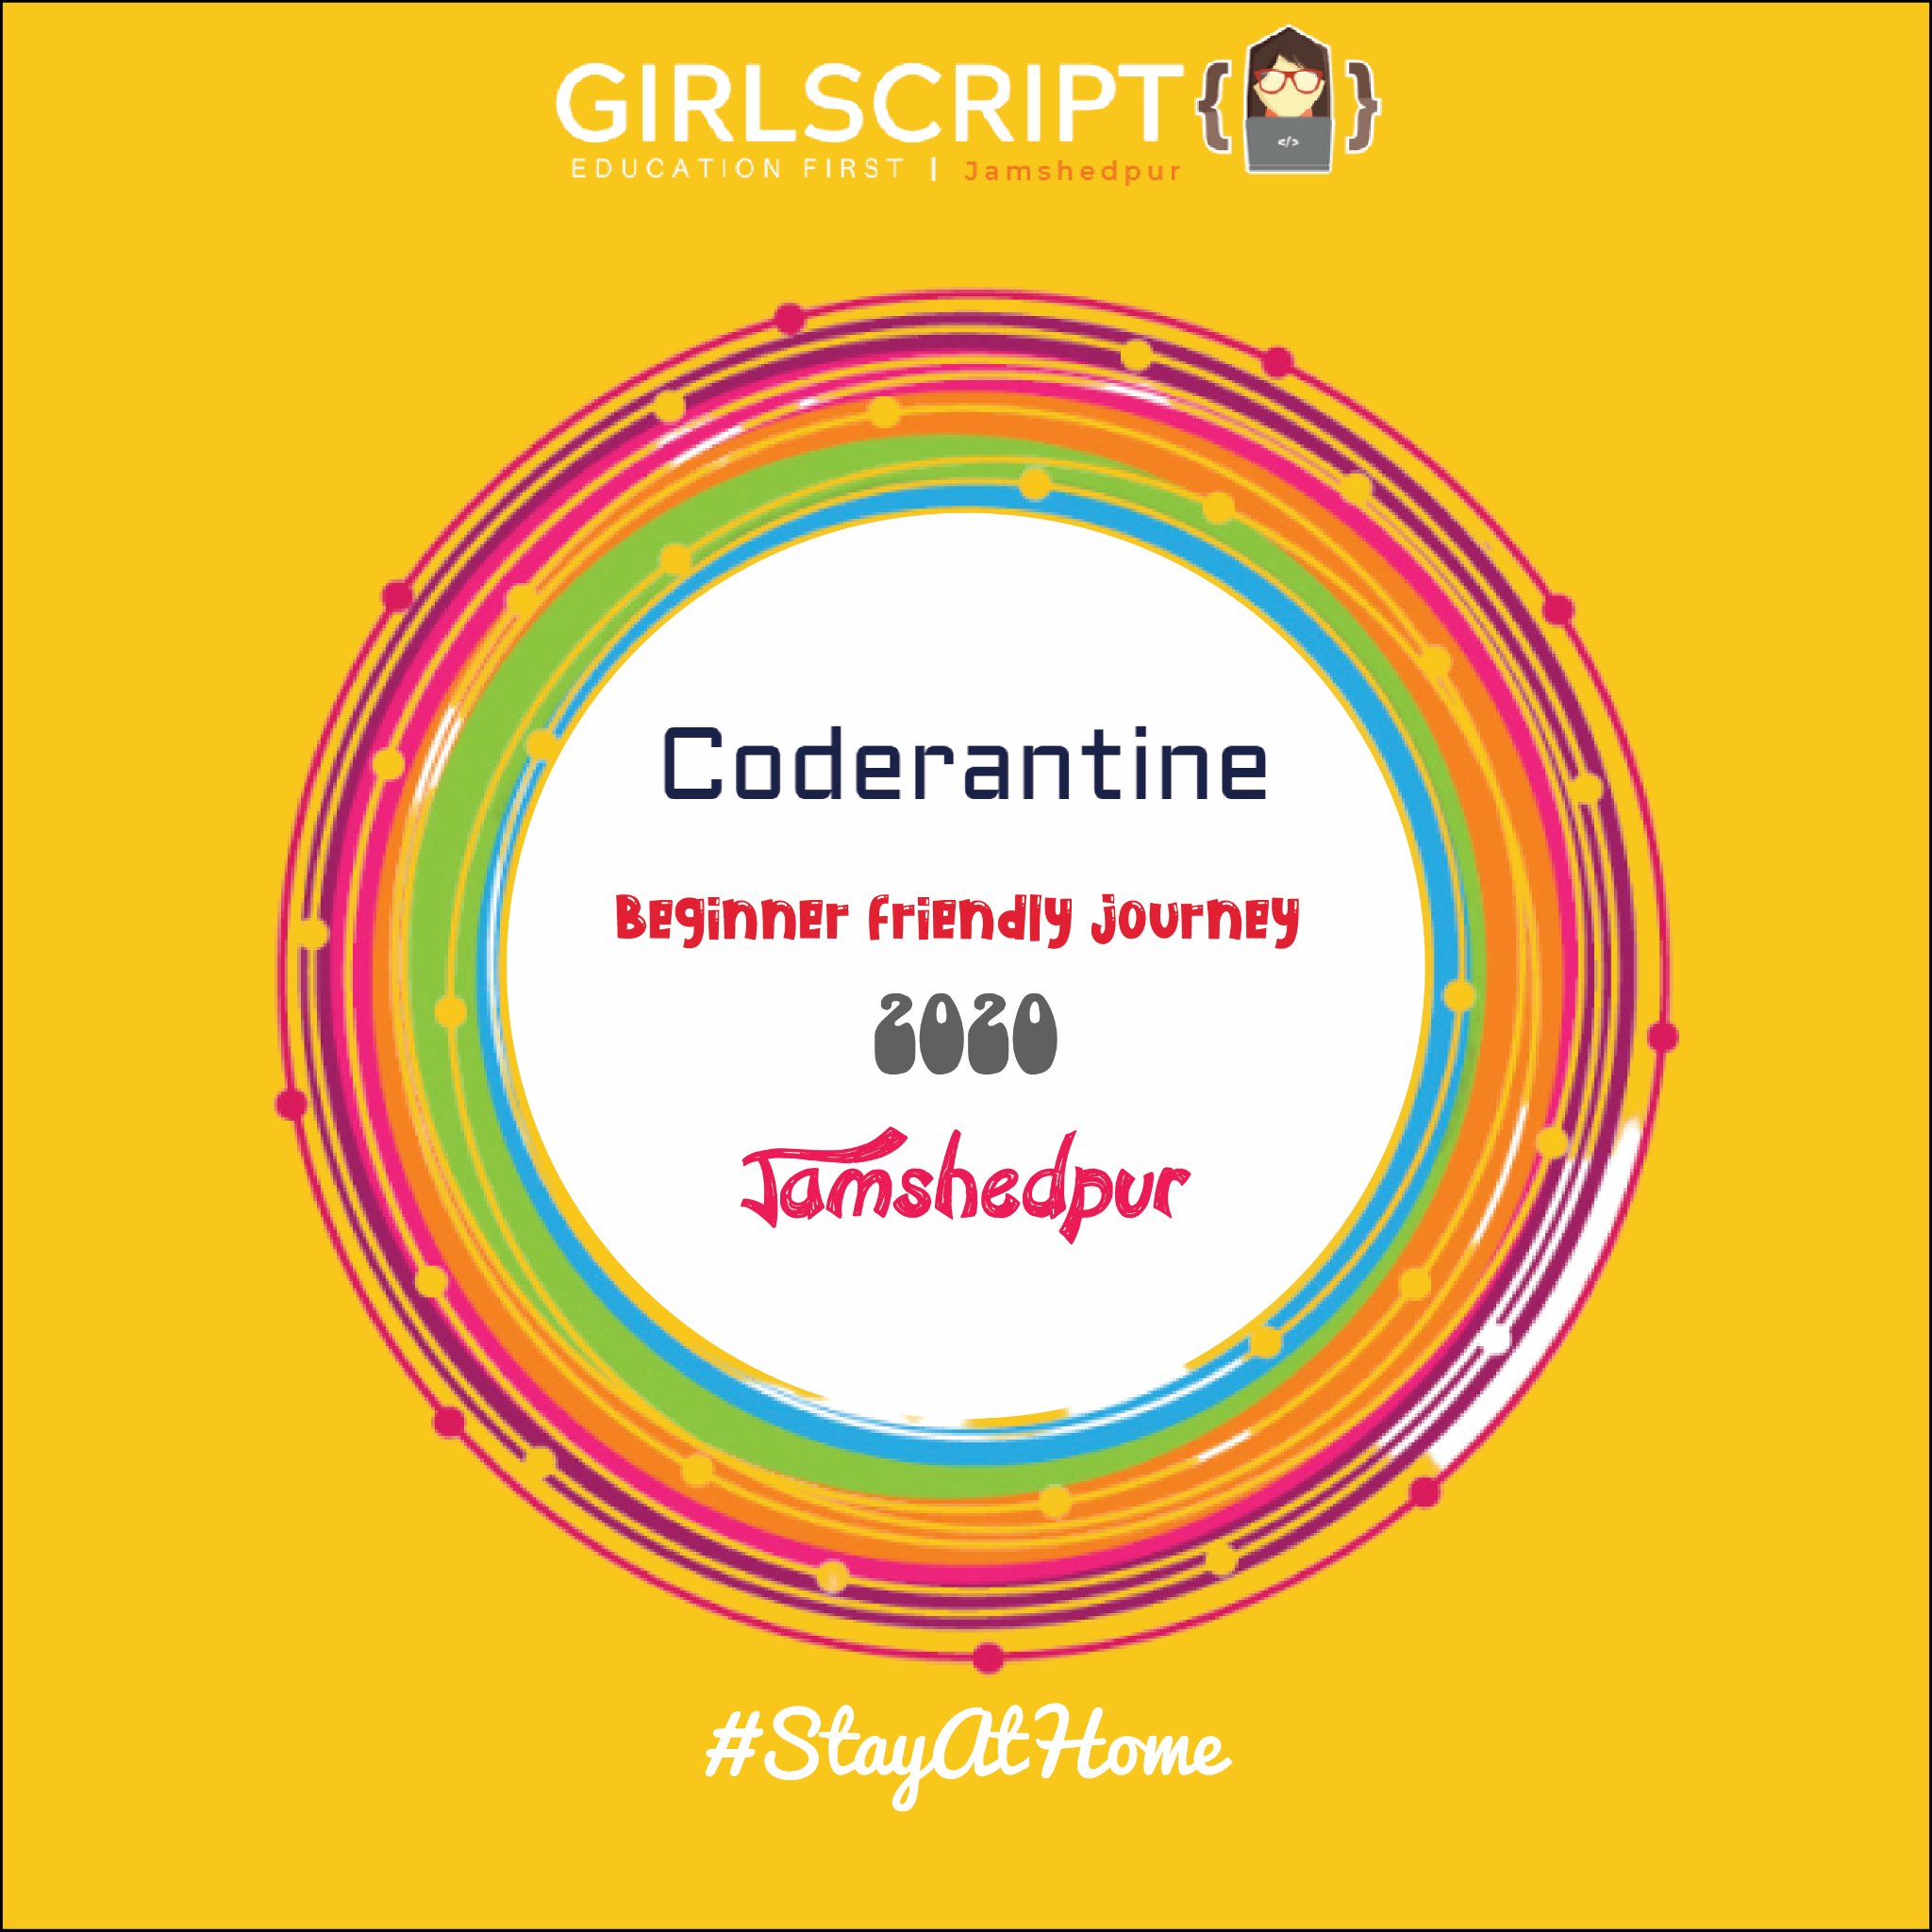 GIRLSCRIPT
EDUCATION FIRST | Jamshedpur
</>
Coderantine
Beginner friendly journey
2020
Jamshedpur
#StayAtHome